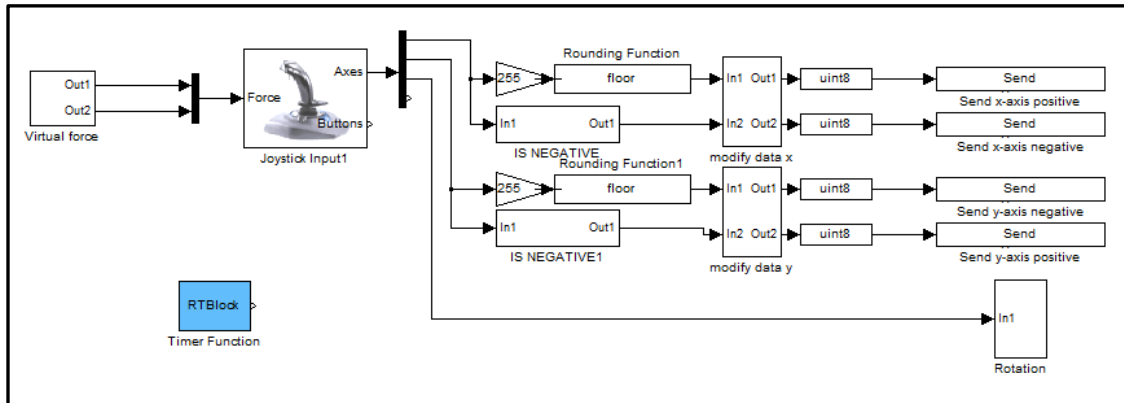 Rounding Function
Out1
Out2
Virtual force
Force
Axes
Buttons
Joystick Input1
255
floor
In1 Out1
In2 Out2
modify data x
uint8
Send
Send x-axis positive
In1 Out1
IS NEGATIVE
uint8
Send
Send x-axis negative
Rounding Function1
255
floor
In1 Out1
In2 Out2
modify data y
uint8
Send
Send y-axis negative
In1 Out1
IS NEGATIVE1
uint8
Send
Send y-axis positive
RTBlock
Timer Function
In1
Rotation